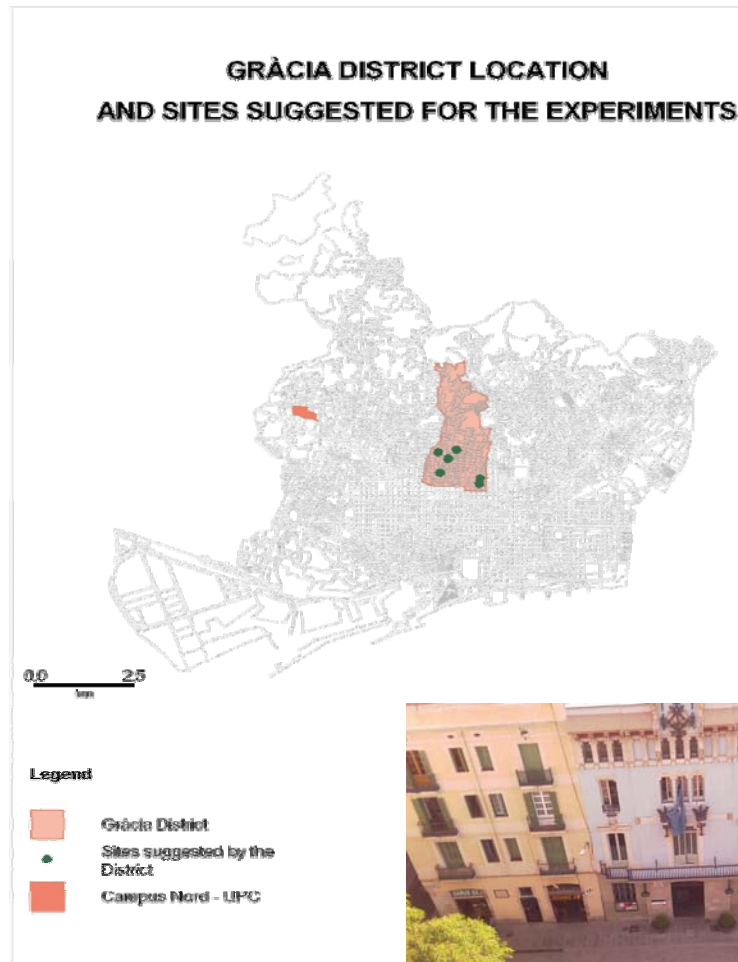 GRÀCIA DISTRICT LOCATION
AND SITES SUGGESTED FOR THE EXPERIMENTS
0.0 2.5
km
Legend
Gràcia District
Sites suggested by the
District
Campus Nord - UPC